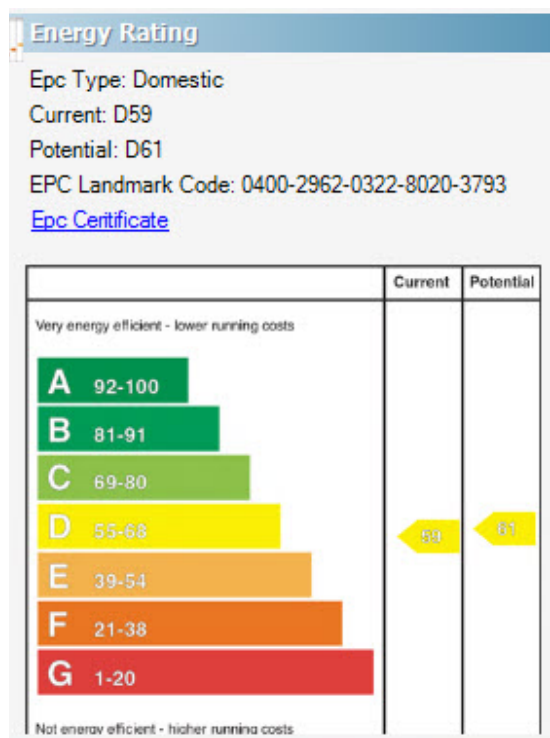 Energy Rating
Epc Type: Domestic
Current: D59
Potential: D61
EPC Landmark Code: 0400-2962-0322-8020-3793
Epc Ceritificate
Current Potential
Very energy efficient - lower running costs
A 92-100
B 81-91
C 69-80
D 55-68 59 61
E 39-54
F 21-38
G 1-20
Not energy efficient - higher running costs